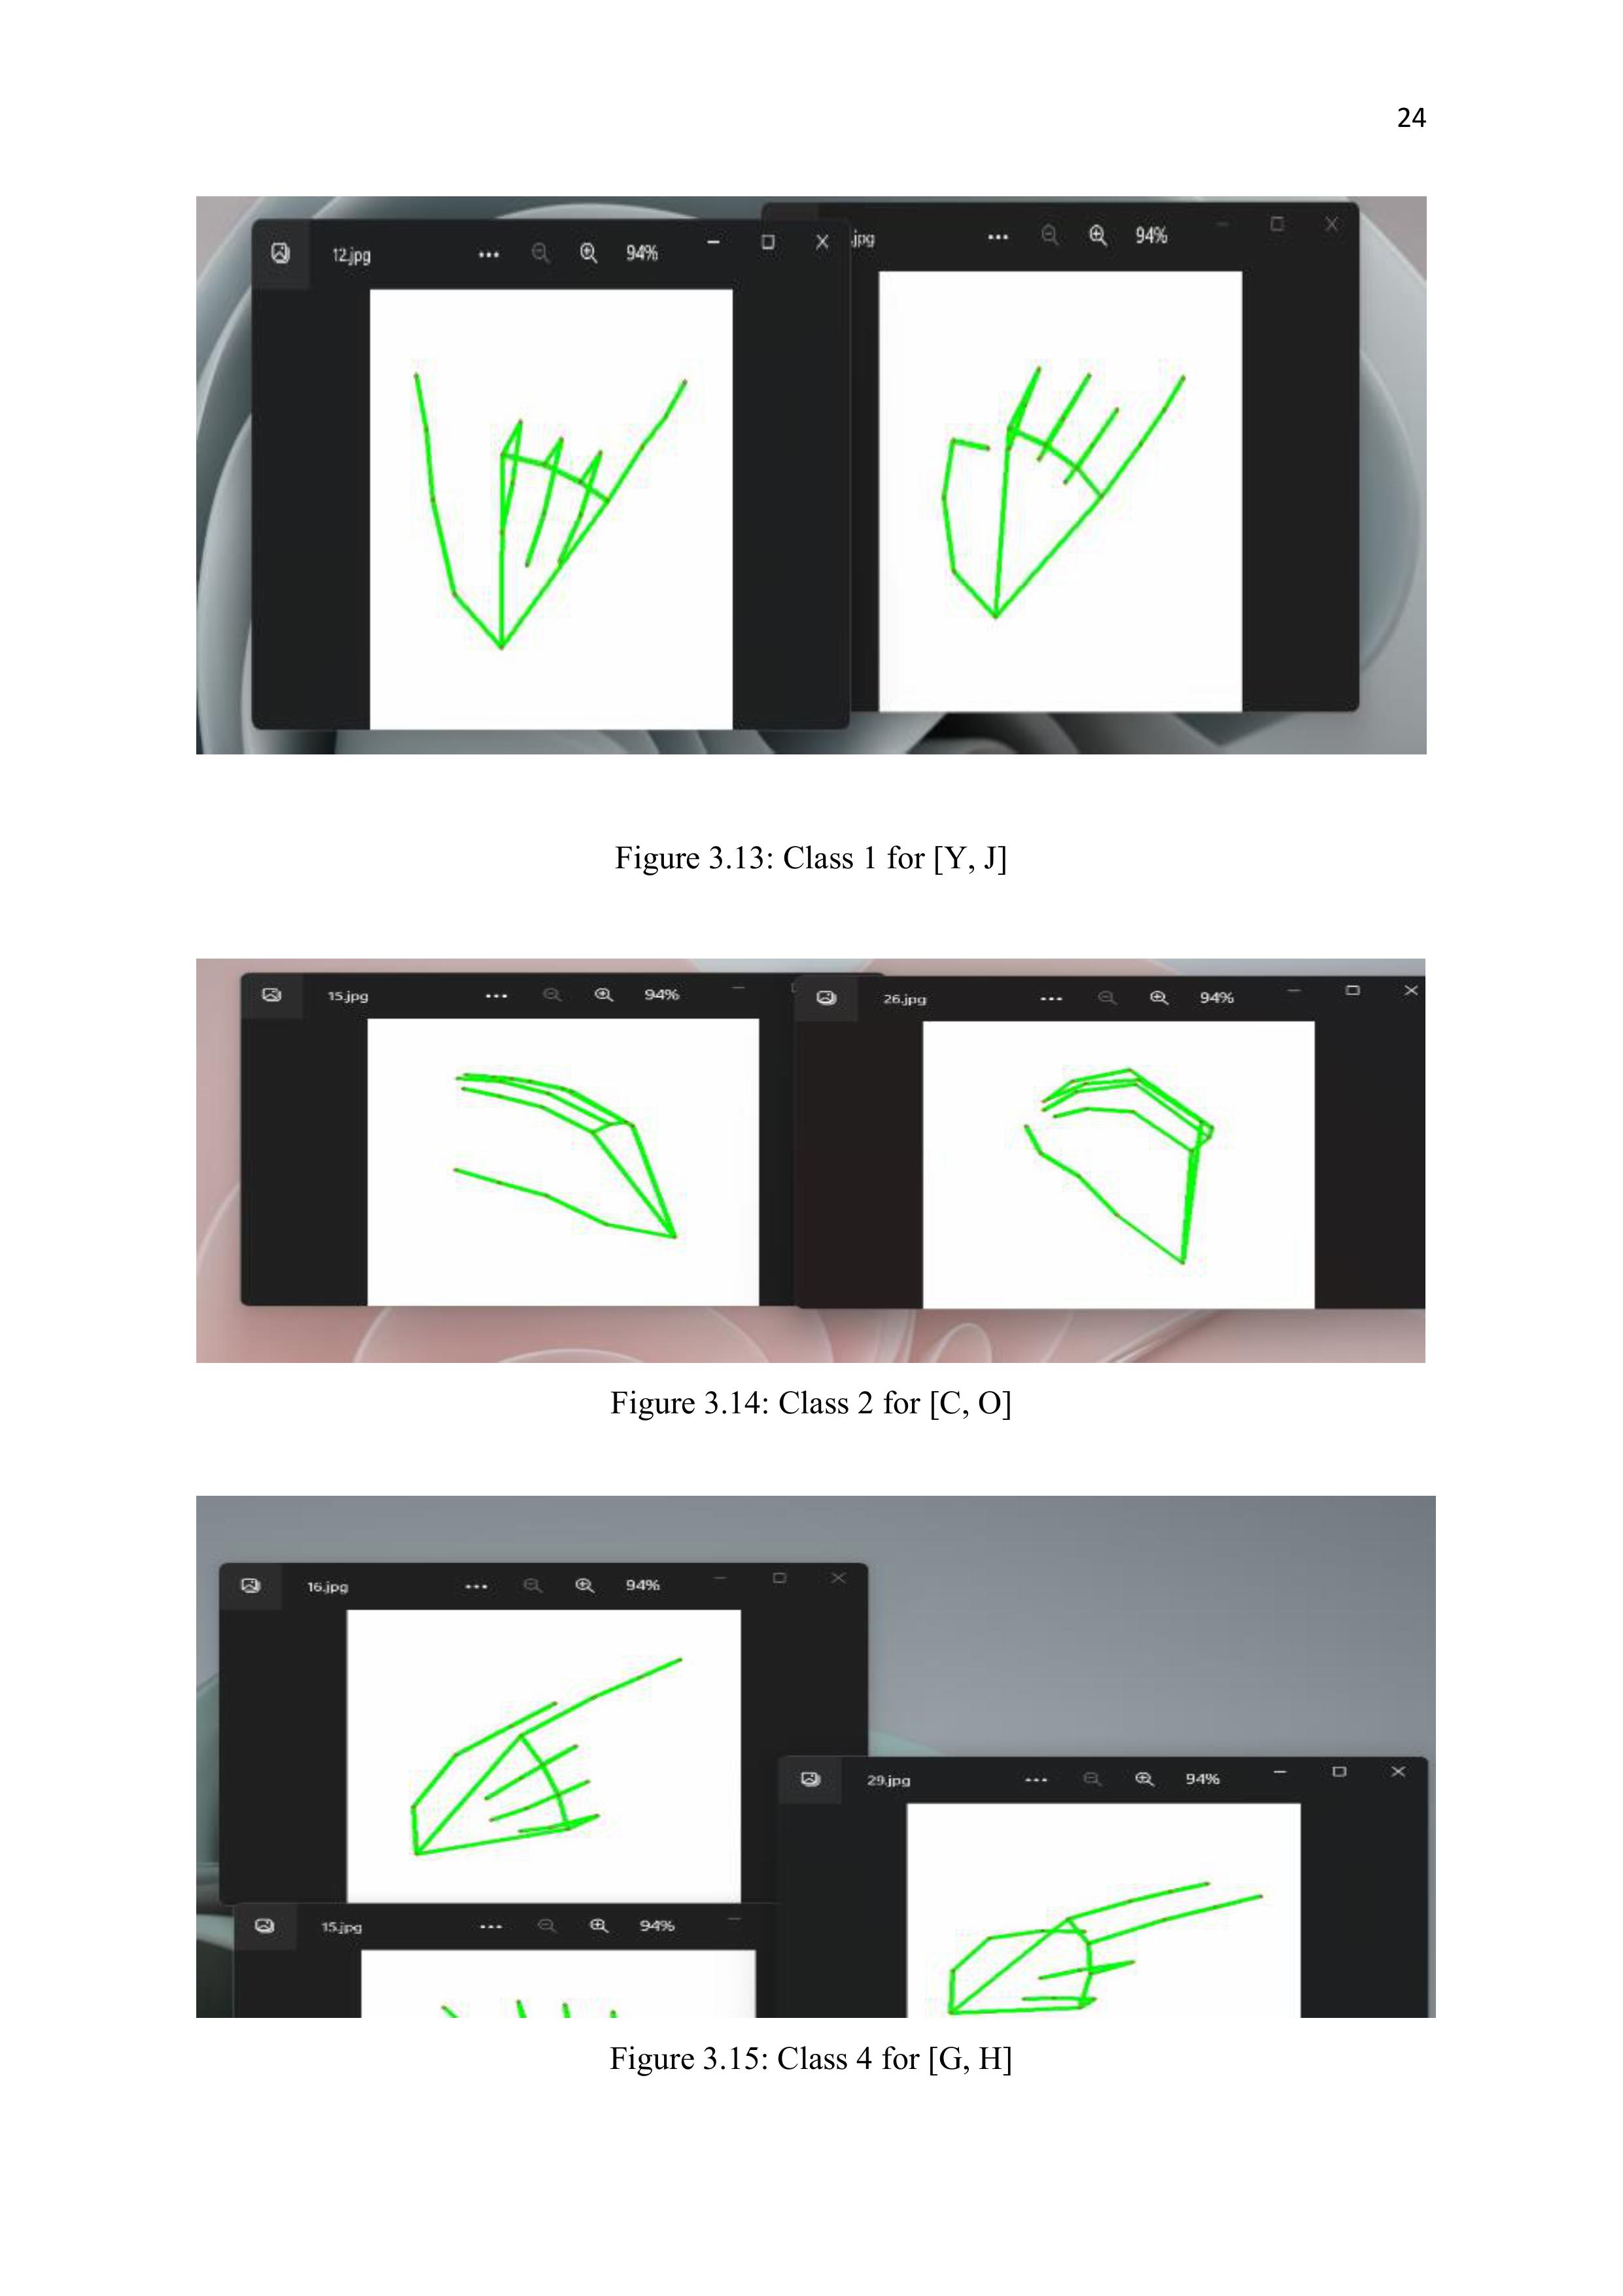 24
12.jpg ••• 94%
.jpg ••• 94%
Figure 3.13: Class 1 for [Y, J]
15.jpg ••• 94%
26.jpg ••• 94%
Figure 3.14: Class 2 for [C, O]
16.jpg ••• 94%
29.jpg ••• 94%
15.jpg ••• 94%
Figure 3.15: Class 4 for [G, H]